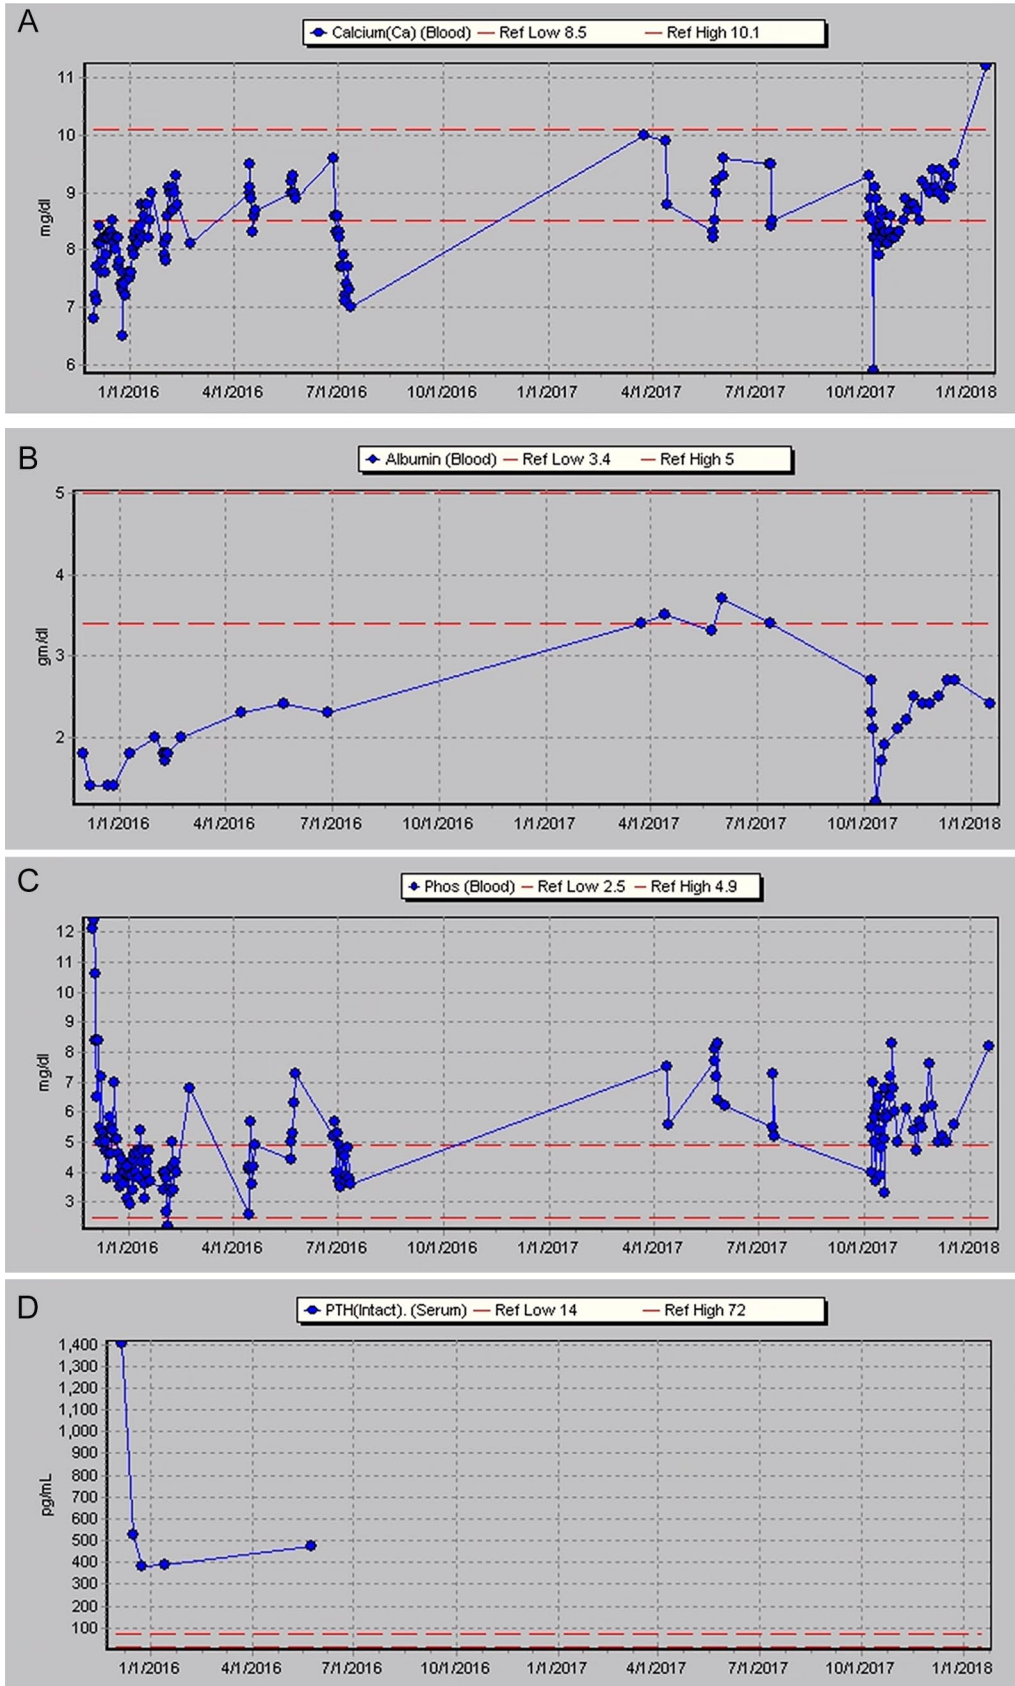 A
Calcium(Ca) (Blood) Ref Low 8.5 Ref High 10.1
11
10
9
8
7
6
mg/dl
1/1/2016 4/1/2016 7/1/2016 10/1/2016 1/1/2017 4/1/2017 7/1/2017 10/1/2017 1/1/2018
B
Albumin (Blood) Ref Low 3.4 Ref High 5
5
4
3
2
gm/dl
1/1/2016 4/1/2016 7/1/2016 10/1/2016 1/1/2017 4/1/2017 7/1/2017 10/1/2017 1/1/2018
C
Phos (Blood) Ref Low 2.5 Ref High 4.9
12
11
10
9
8
7
6
5
4
3
mg/dl
1/1/2016 4/1/2016 7/1/2016 10/1/2016 1/1/2017 4/1/2017 7/1/2017 10/1/2017 1/1/2018
D
PTH(Intact). (Serum) Ref Low 14 Ref High 72
1,400
1,300
1,200
1,100
1,000
900
800
700
600
500
400
300
200
100
pg/mL
1/1/2016 4/1/2016 7/1/2016 10/1/2016 1/1/2017 4/1/2017 7/1/2017 10/1/2017 1/1/2018